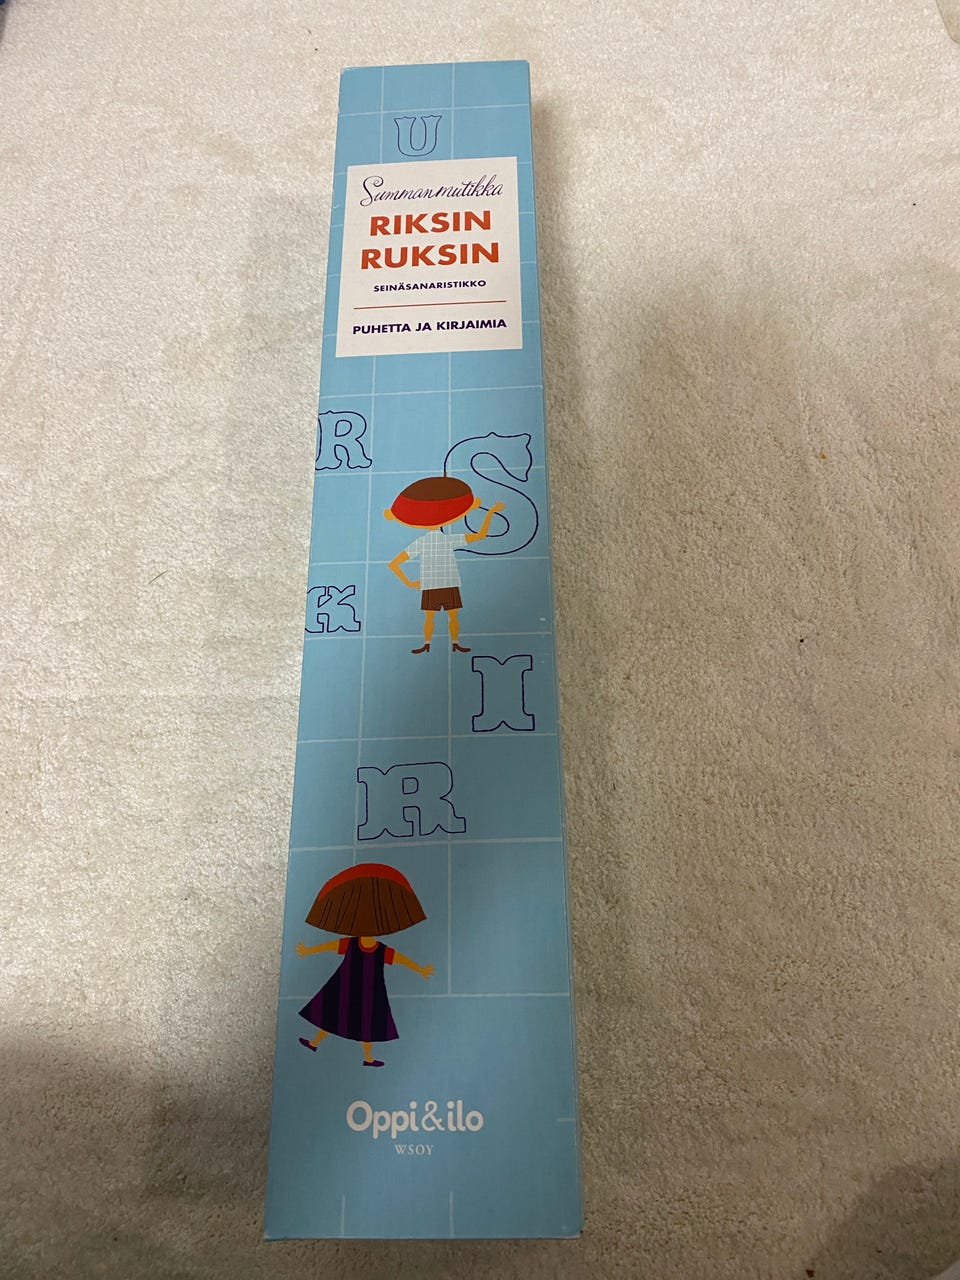 U
Summanmutikka
RIKSIN
RUKSIN
SEINÄSANARISTIKKO
PUHETTA JA KIRJAIMIA
R
S
K
I
R
Oppi&ilo
WSOY